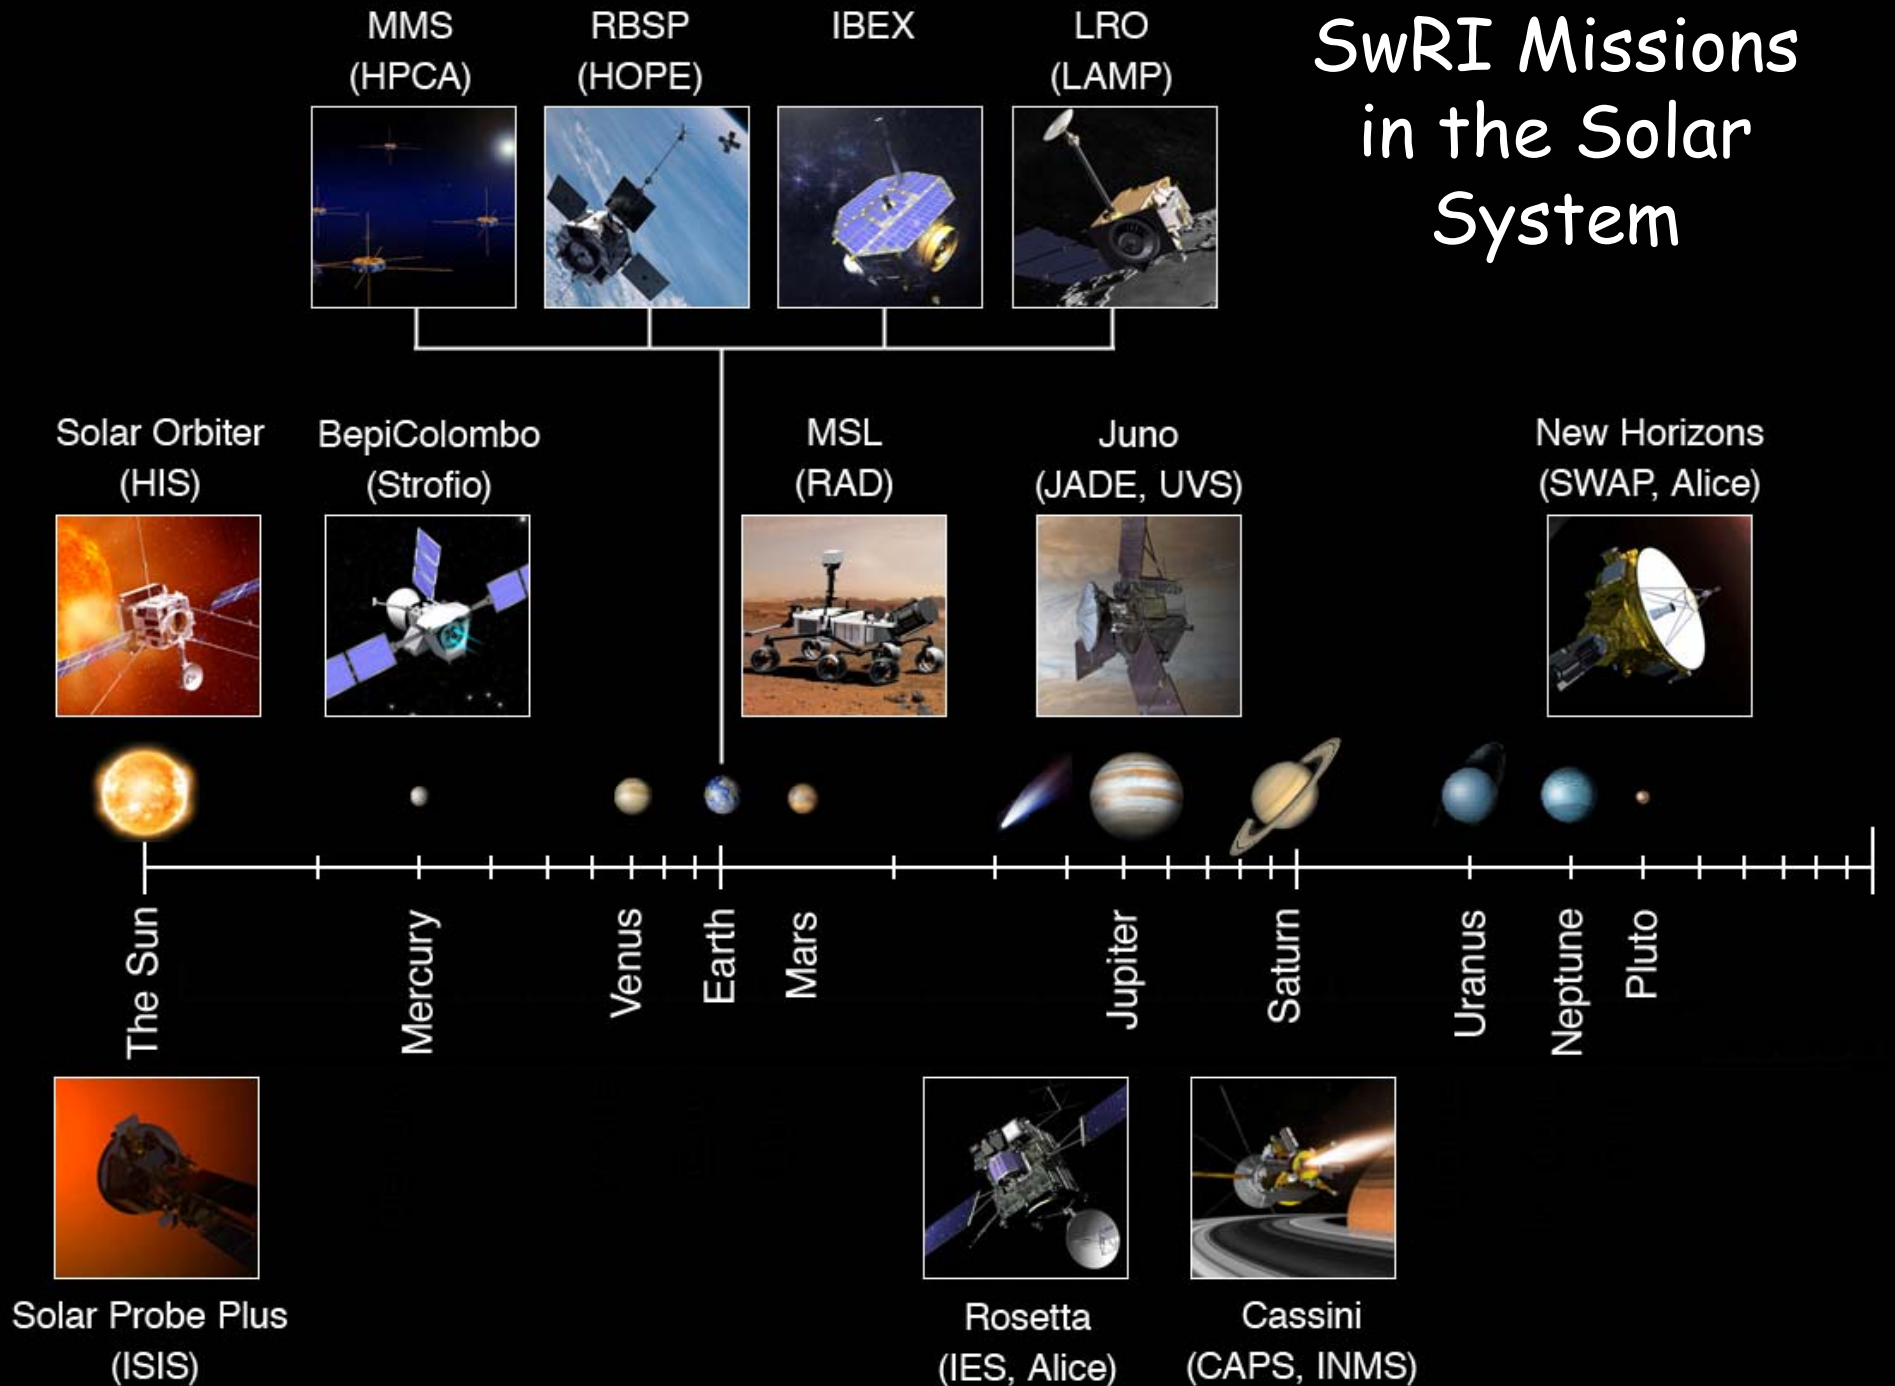 SwRI Missions
in the Solar
System
MMS
(HPCA)
RBSP
(HOPE)
IBEX
LRO
(LAMP)
Solar Orbiter
(HIS)
BepiColombo
(Strofio)
MSL
(RAD)
Juno
(JADE, UVS)
New Horizons
(SWAP, Alice)
The Sun
Mercury
Venus
Earth
Mars
Jupiter
Saturn
Uranus
Neptune
Pluto
Solar Probe Plus
(ISIS)
Rosetta
(IES, Alice)
Cassini
(CAPS, INMS)